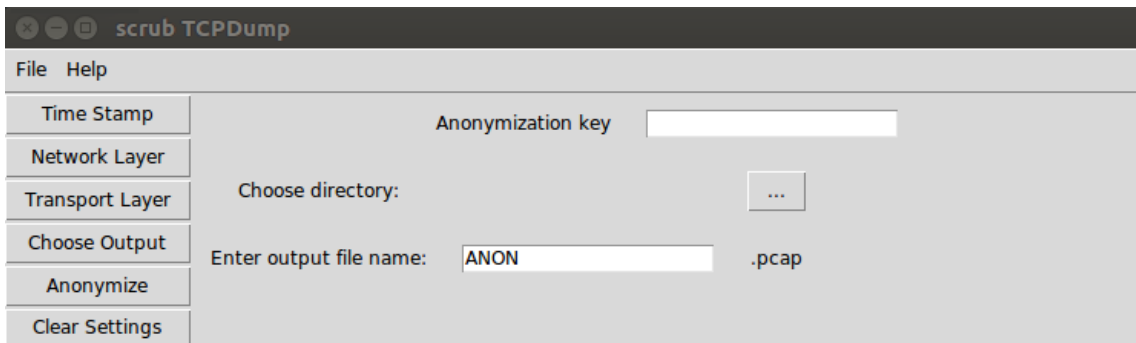 scrub TCPDump
File Help
Time Stamp
Anonymization key
Network Layer
Transport Layer
Choose directory:
...
Choose Output
Enter output file name: ANON .pcap
Anonymize
Clear Settings